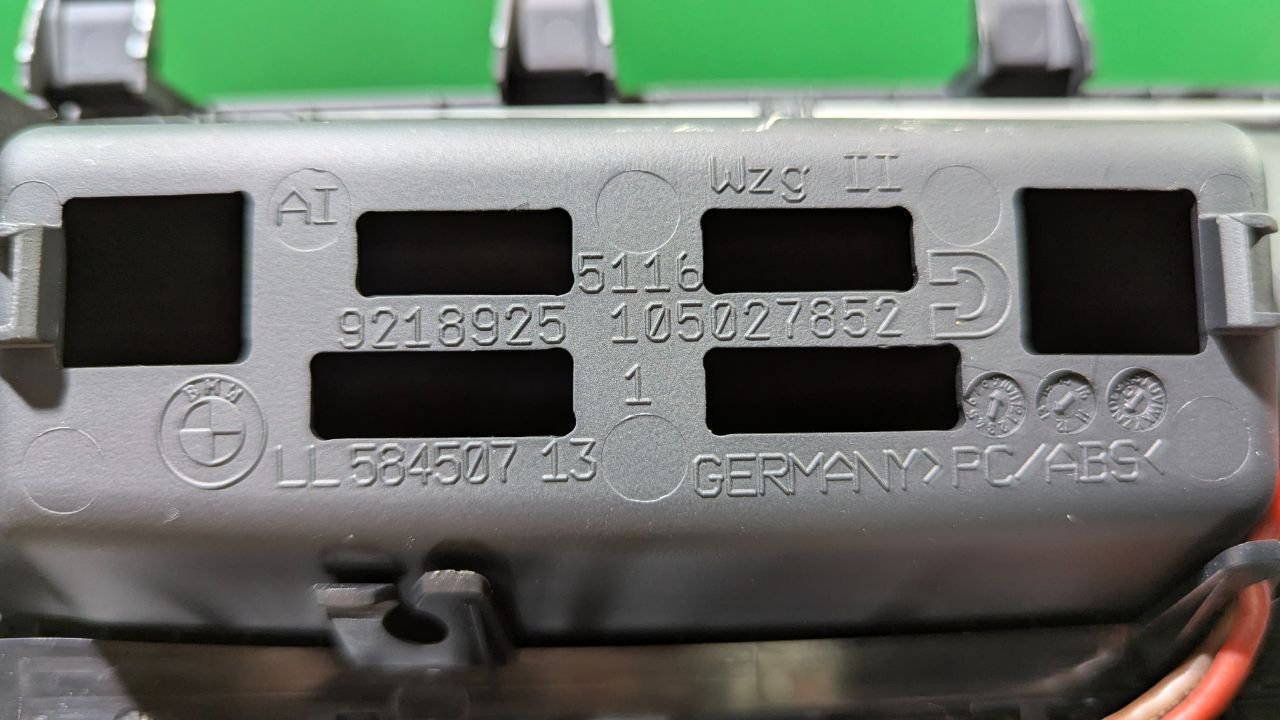 Wzg II
AI
5116
9218925 105027852
1
BMW
LL 584507 13
GERMANY >PC/ABS<